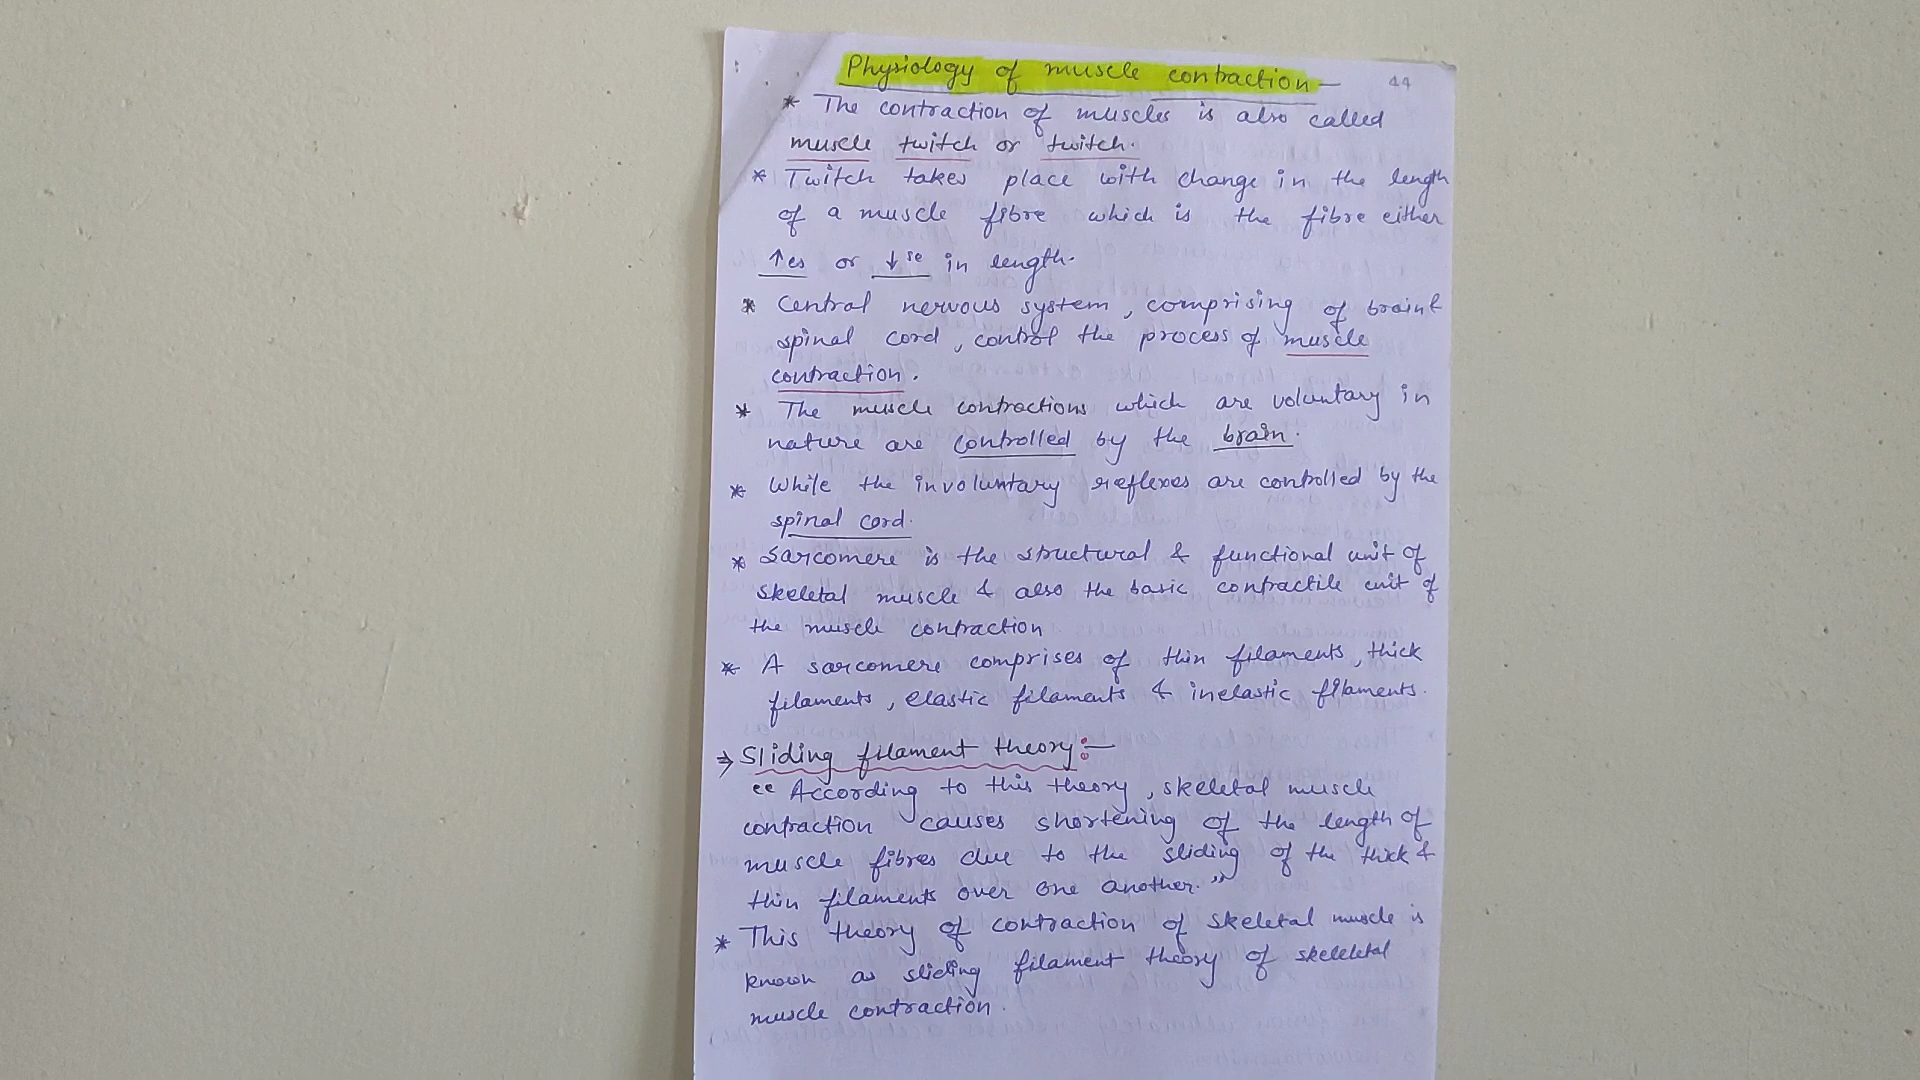 Physiology of muscle contraction — 44
* The contraction of muscles is also called
muscle twitch or twitch.
* Twitch takes place with change in the length
of a muscle fibre which is the fibre either
↑es or ↓se in length.
* Central nervous system, comprising of brain &
spinal cord, control the process of muscle
contraction.
* The muscle contractions which are voluntary in
nature are controlled by the brain.
* While the involuntary reflexes are controlled by the
spinal cord.
* Sarcomere is the structural & functional unit of
skeletal muscle & also the basic contractile unit of
the muscle contraction
* A sarcomere comprises of thin filaments, thick
filaments, elastic filaments & inelastic filaments.
⇒ Sliding filament theory:—
“ According to this theory, skeletal muscle
contraction causes shortening of the length of
muscle fibres due to the sliding of the thick &
thin filaments over one another.”
* This theory of contraction of skeletal muscle is
known as sliding filament theory of skeleletal
muscle contraction.